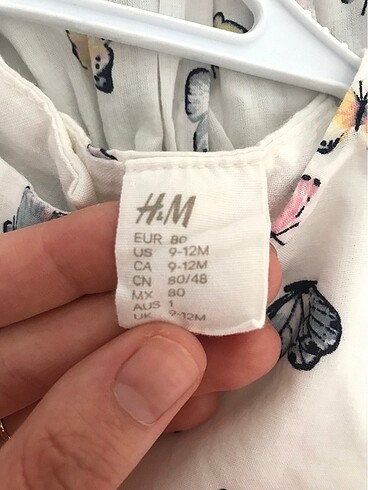 H&M
EUR 80
US 9-12M
CA 9-12M
CN 80/48
MX 80
AUS 1
UK 9-12M